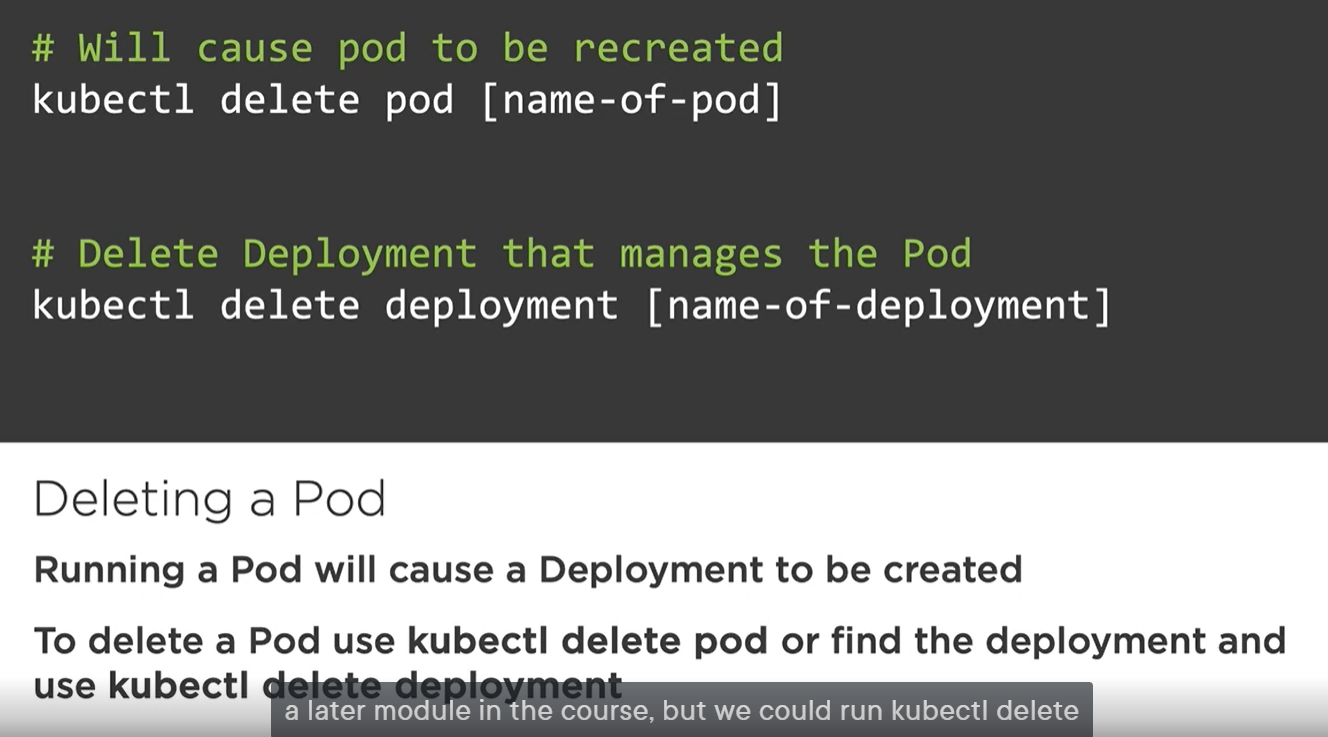 # Will cause pod to be recreated
kubectl delete pod [name-of-pod]
# Delete Deployment that manages the Pod
kubectl delete deployment [name-of-deployment]
Deleting a Pod
Running a Pod will cause a Deployment to be created
To delete a Pod use kubectl delete pod or find the deployment and
use kubectl delete deployment
a later module in the course, but we could run kubectl delete